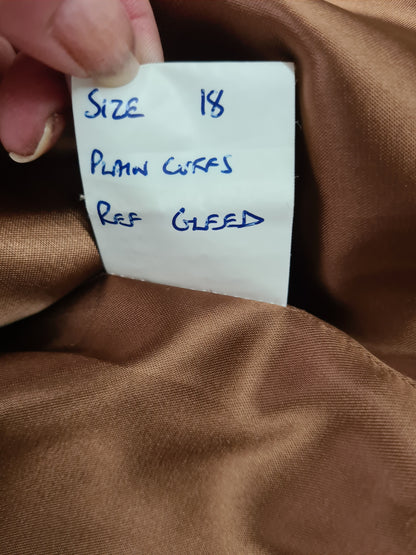 SIZE 18
PLAIN CUFFS
REF GLEED